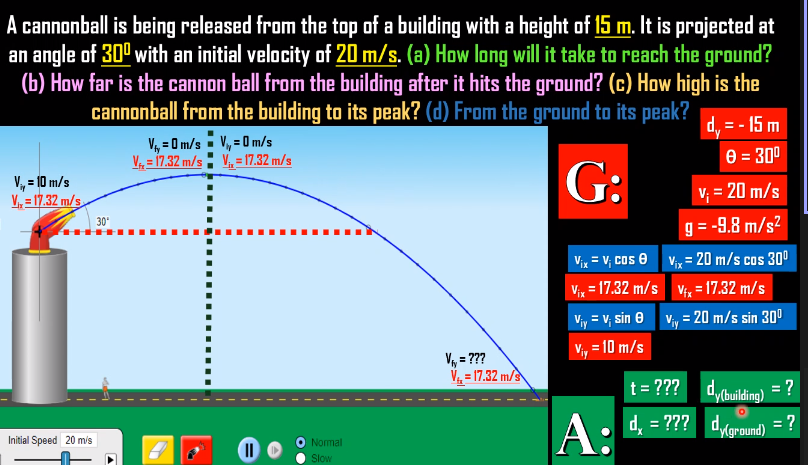 A cannonball is being released from the top of a building with a height of 15 m. It is projected at
an angle of 30⁰ with an initial velocity of 20 m/s. (a) How long will it take to reach the ground?
(b) How far is the cannon ball from the building after it hits the ground? (c) How high is the
cannonball from the building to its peak? (d) From the ground to its peak?
Vfy = 0 m/s
Vfx = 17.32 m/s
Viy = 0 m/s
Vix = 17.32 m/s
Viy = 10 m/s
Vix = 17.32 m/s
30°
Vfy = ???
Vfx = 17.32 m/s
Initial Speed 20 m/s
Normal
Slow
G:
dy = - 15 m
θ = 30⁰
vi = 20 m/s
g = -9.8 m/s²
vix = vi cos θ
vix = 20 m/s cos 30⁰
vix = 17.32 m/s
vfx = 17.32 m/s
viy = vi sin θ
viy = 20 m/s sin 30⁰
viy = 10 m/s
A:
t = ???
dy(building) = ?
dx = ???
dy(ground) = ?